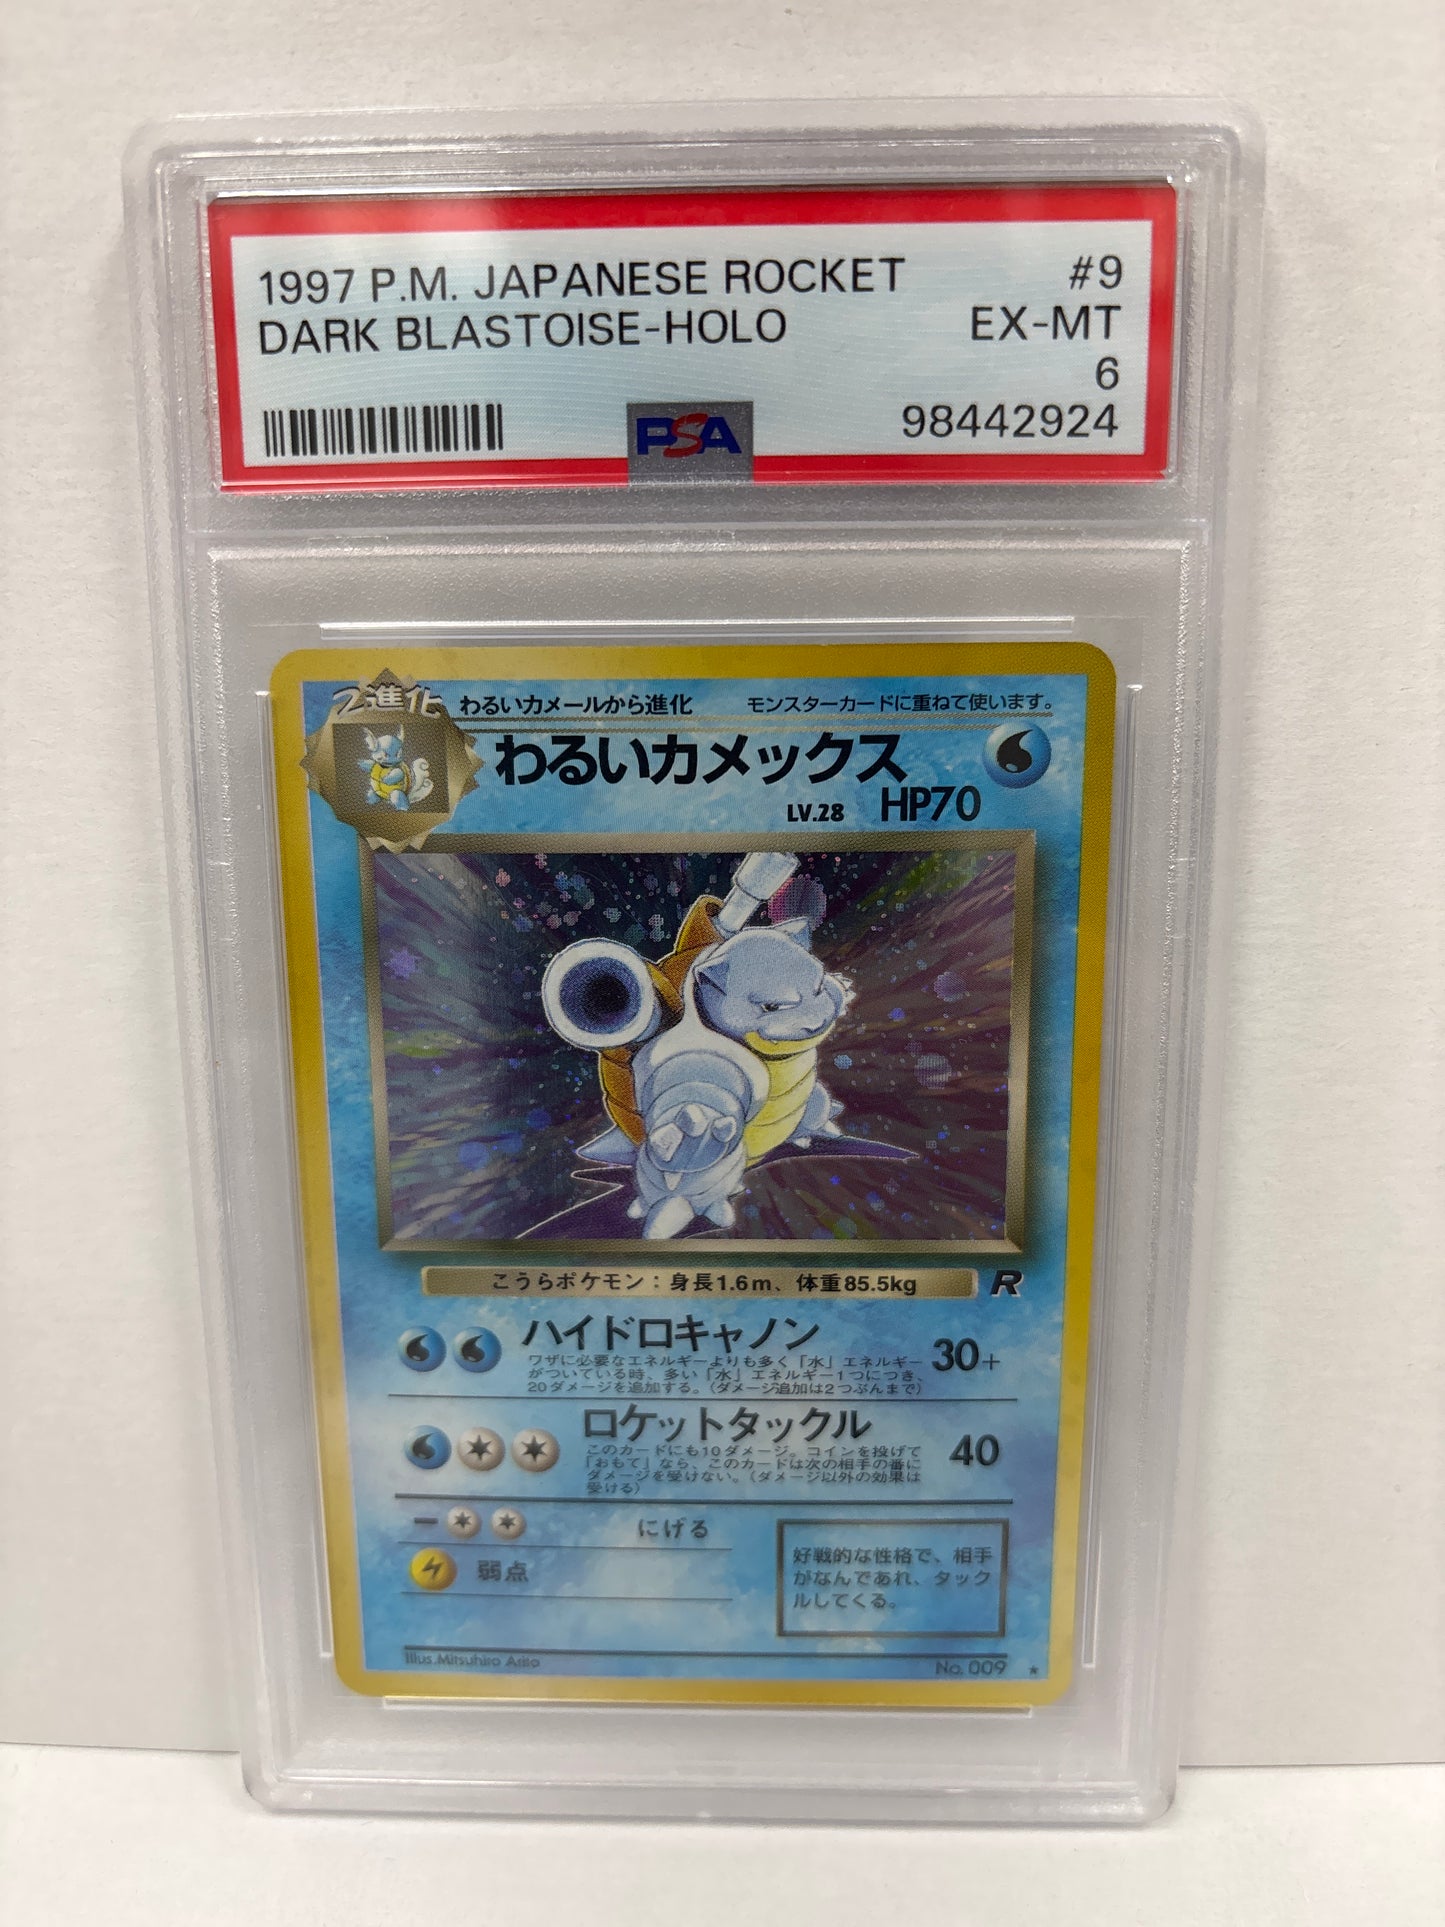 1997 P.M. JAPANESE ROCKET #9
DARK BLASTOISE-HOLO EX-MT
6
PSA 98442924
2進化 わるいカメールから進化 モンスターカードに重ねて使います。
わるいカメックス
LV.28 HP70
こうらポケモン：身長1.6m、体重85.5kg R
ハイドロキャノン 30+
ワザに必要なエネルギーよりも多く「水」エネルギー
がついている時、多い「水」エネルギー1つにつき、
20ダメージを追加する。（ダメージ追加は2つぶんまで）
ロケットタックル 40
このカードにも10ダメージ。コインを投げて
「おもて」なら、このカードは次の相手の番に
ダメージを受けない。（ダメージ以外の効果は
受ける）
にげる
弱点
好戦的な性格で、相手
がなんであれ、タック
ルしてくる。
Illus.Mitsuhiro Arita No.009 ★